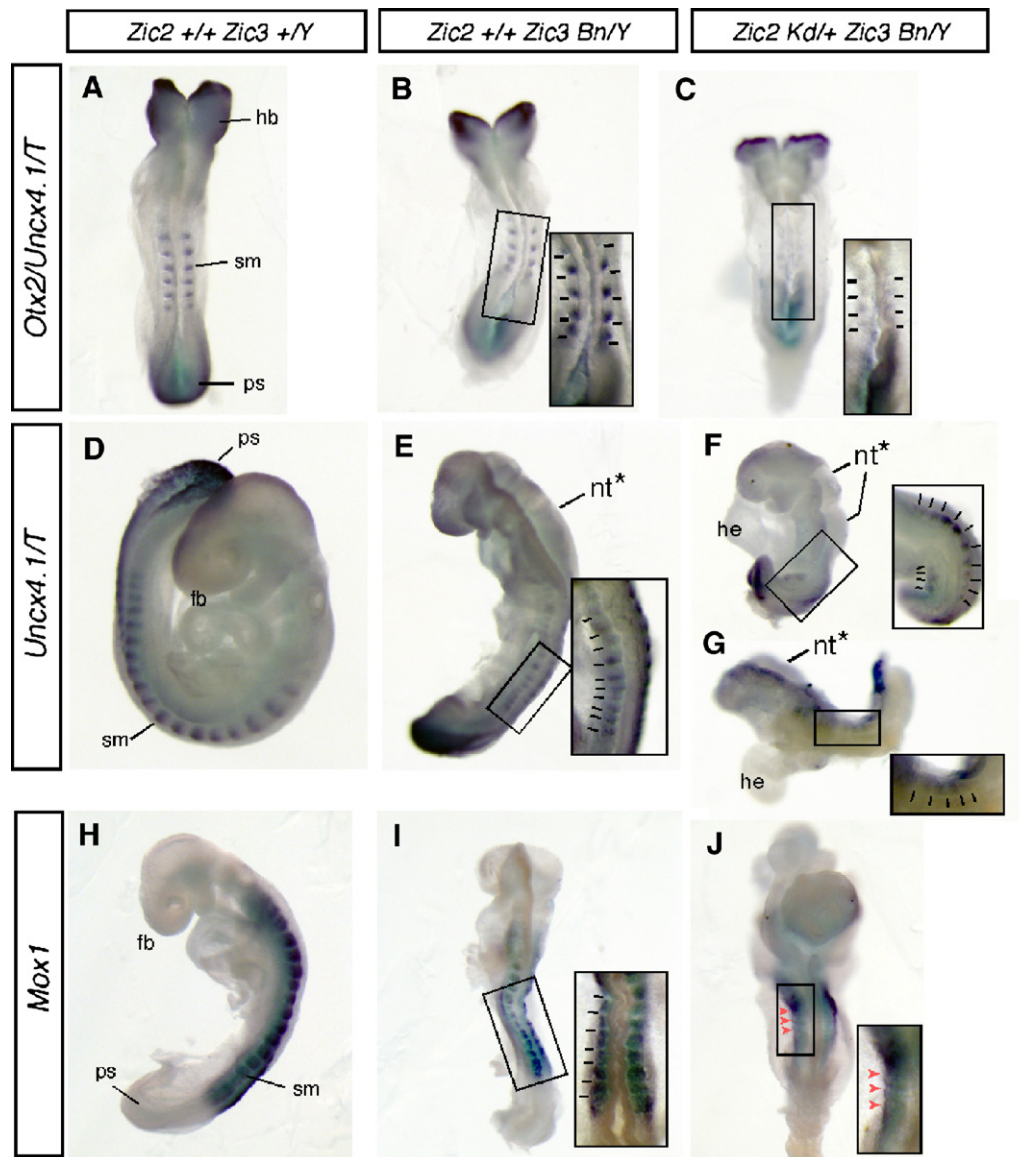 Zic2 +/+ Zic3 +/Y
Zic2 +/+ Zic3 Bn/Y
Zic2 Kd/+ Zic3 Bn/Y
Otx2/Uncx4.1/T
A
hb
sm
ps
B
C
Uncx4.1/T
D
ps
fb
sm
E
nt*
F
nt*
he
G
nt*
he
Mox1
H
fb
ps
sm
I
J